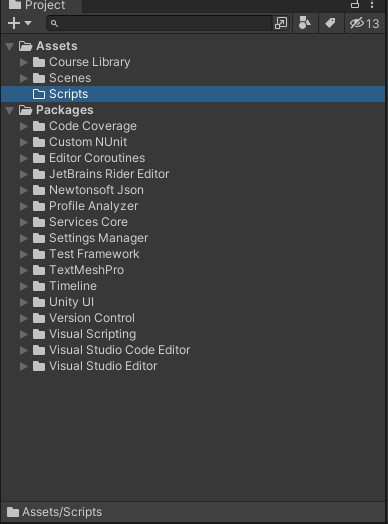 Project
13
Assets
Course Library
Scenes
Scripts
Packages
Code Coverage
Custom NUnit
Editor Coroutines
JetBrains Rider Editor
Newtonsoft Json
Profile Analyzer
Services Core
Settings Manager
Test Framework
TextMeshPro
Timeline
Unity UI
Version Control
Visual Scripting
Visual Studio Code Editor
Visual Studio Editor
Assets/Scripts